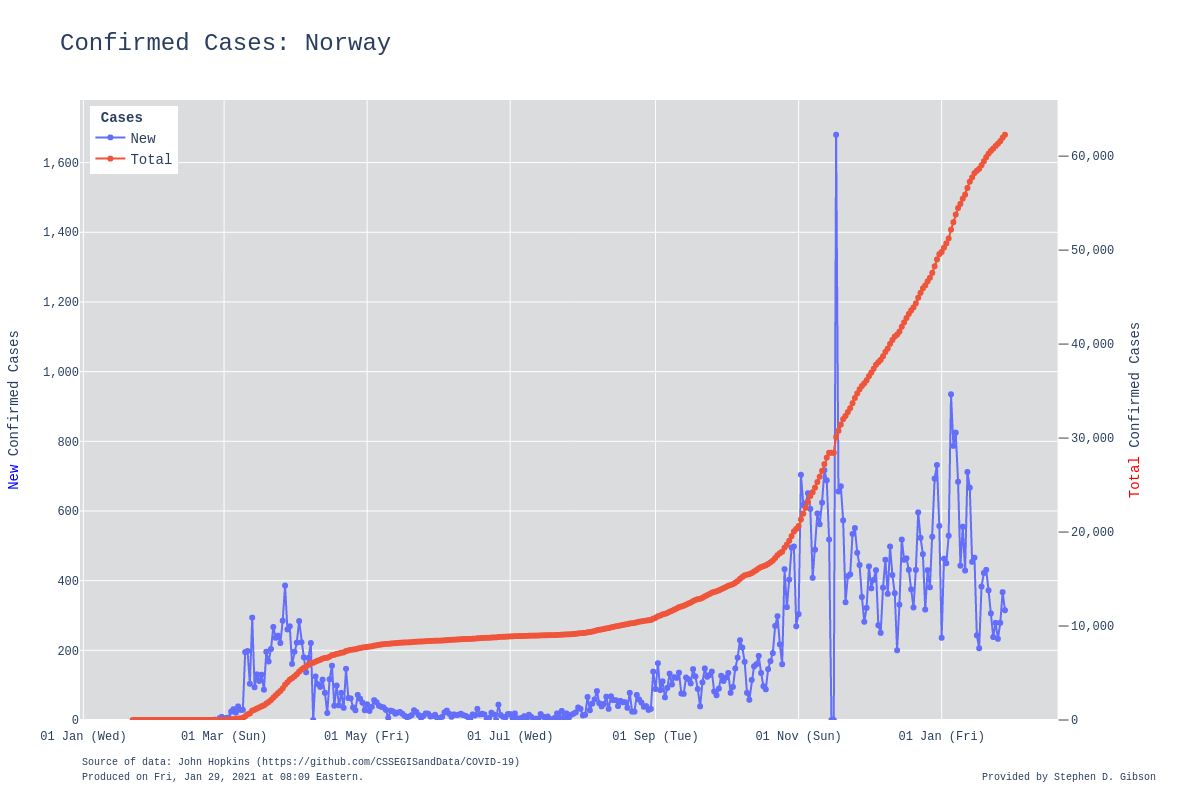 Confirmed Cases: Norway
Cases
New
Total
1,600
1,400
1,200
1,000
800
600
400
200
0
New Confirmed Cases
60,000
50,000
40,000
30,000
20,000
10,000
0
Total Confirmed Cases
01 Jan (Wed)
01 Mar (Sun)
01 May (Fri)
01 Jul (Wed)
01 Sep (Tue)
01 Nov (Sun)
01 Jan (Fri)
Source of data: John Hopkins (https://github.com/CSSEGISandData/COVID-19)
Produced on Fri, Jan 29, 2021 at 08:09 Eastern.
Provided by Stephen D. Gibson